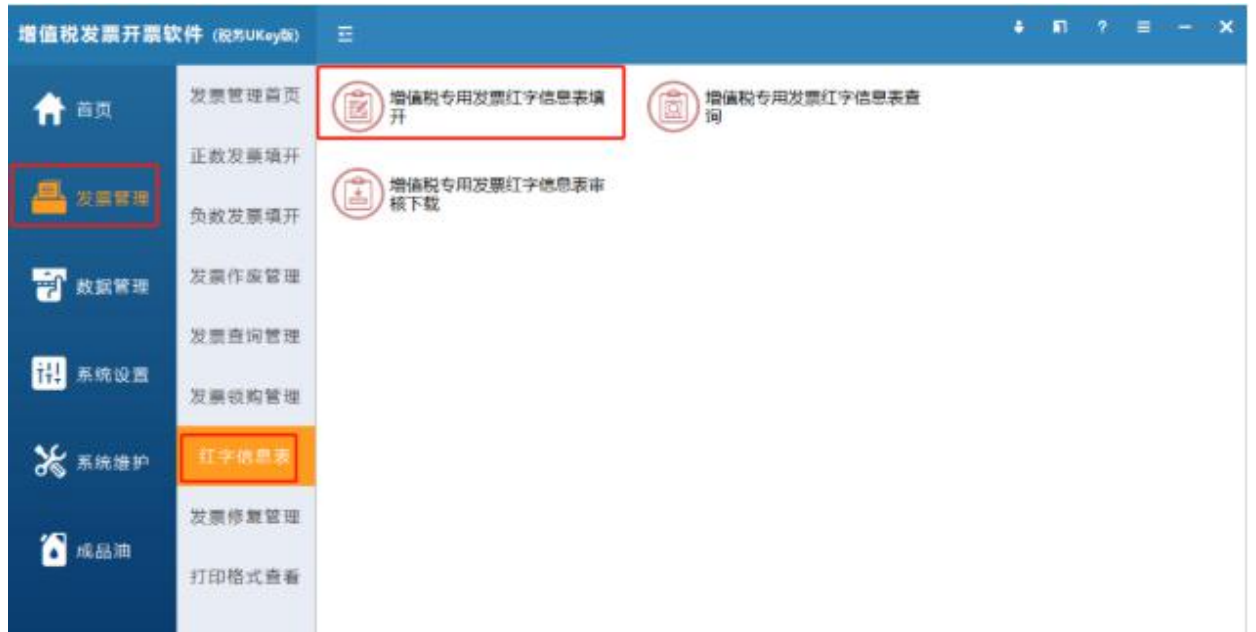 增值税发票开票软件 (税务UKey版)
?
首页
发票管理
数据管理
系统设置
系统维护
成品油
发票管理首页
正数发票填开
负数发票填开
发票作废管理
发票查询管理
发票领购管理
红字信息表
发票修复管理
打印格式查看
增值税专用发票红字信息表填
开
增值税专用发票红字信息表查
询
增值税专用发票红字信息表审
核下载